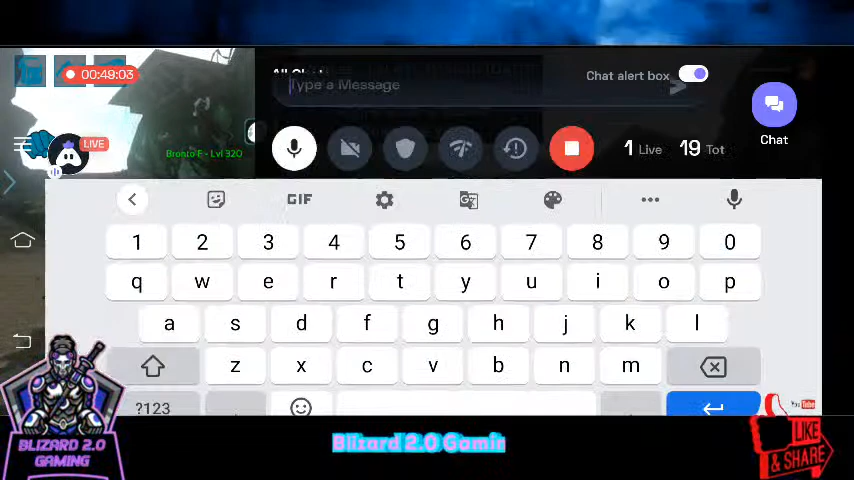 00:49:03
Chat alert box
Type a Message
LIVE
Chat
Bronto F - Lvl 320
1 Live 19 Tot
GIF
1 2 3 4 5 6 7 8 9 0
q w e r t y u i o p
a s d f g h j k l
z x c v b n m
?123
BLIZARD 2.0
GAMING
Blizard 2.0 Gamin
YouTube
LIKE
& SHARE